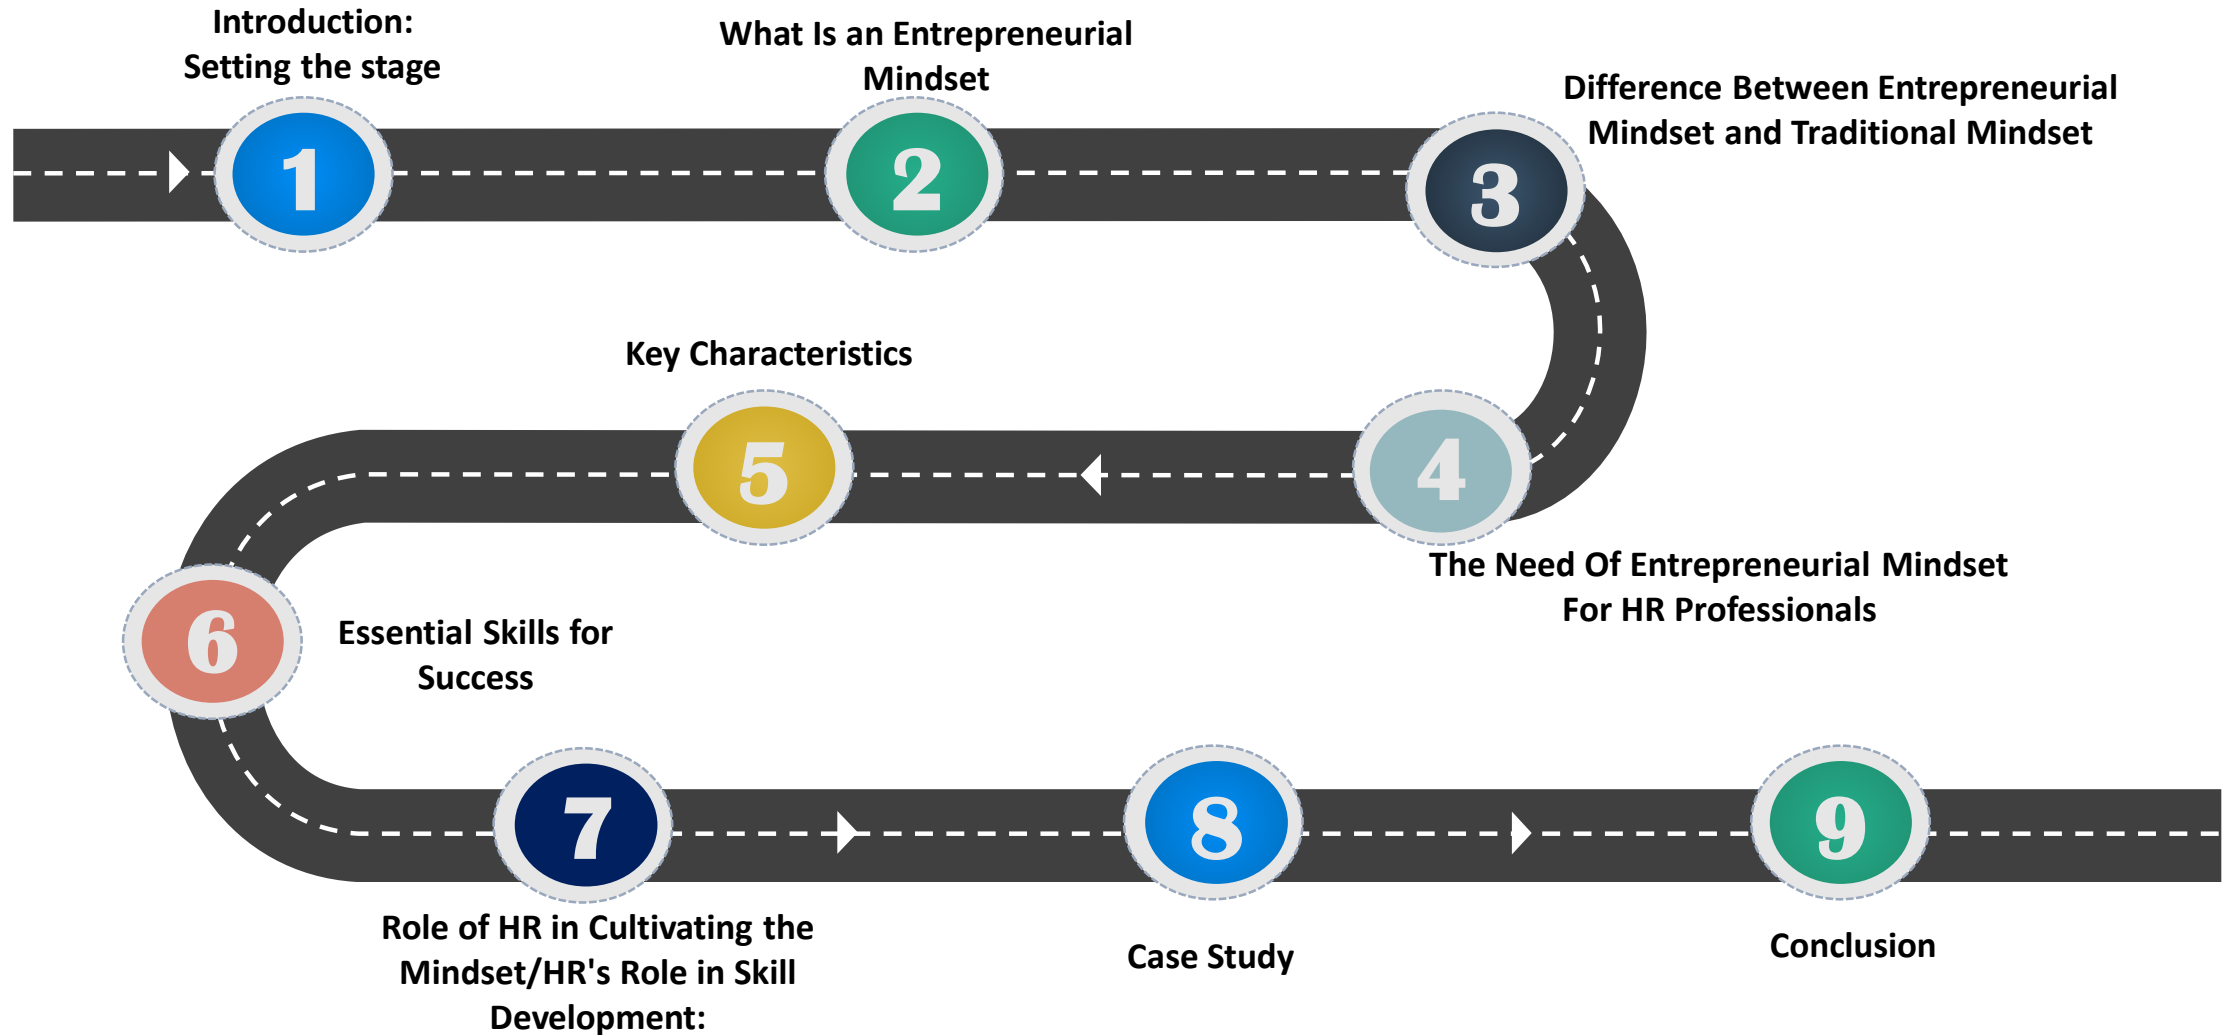 Introduction:
Setting the stage
1
What Is an Entrepreneurial
Mindset
2
Difference Between Entrepreneurial
Mindset and Traditional Mindset
3
4
The Need Of Entrepreneurial Mindset
For HR Professionals
Key Characteristics
5
6
Essential Skills for
Success
7
Role of HR in Cultivating the
Mindset/HR's Role in Skill
Development:
8
Case Study
9
Conclusion